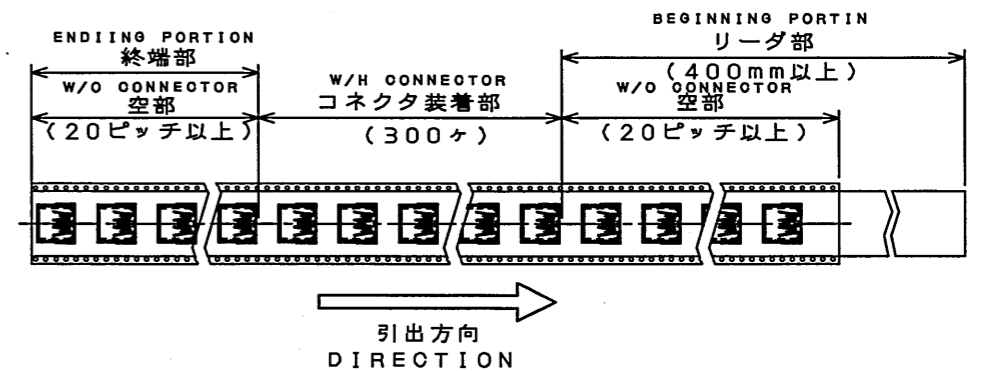 ENDIING PORTION
終端部
W/O CONNECTOR
空部
(20ピッチ以上)
W/H CONNECTOR
コネクタ装着部
(300ヶ)
BEGINNING PORTIN
リーダ部
(400mm以上)
W/O CONNECTOR
空部
(20ピッチ以上)
引出方向
DIRECTION